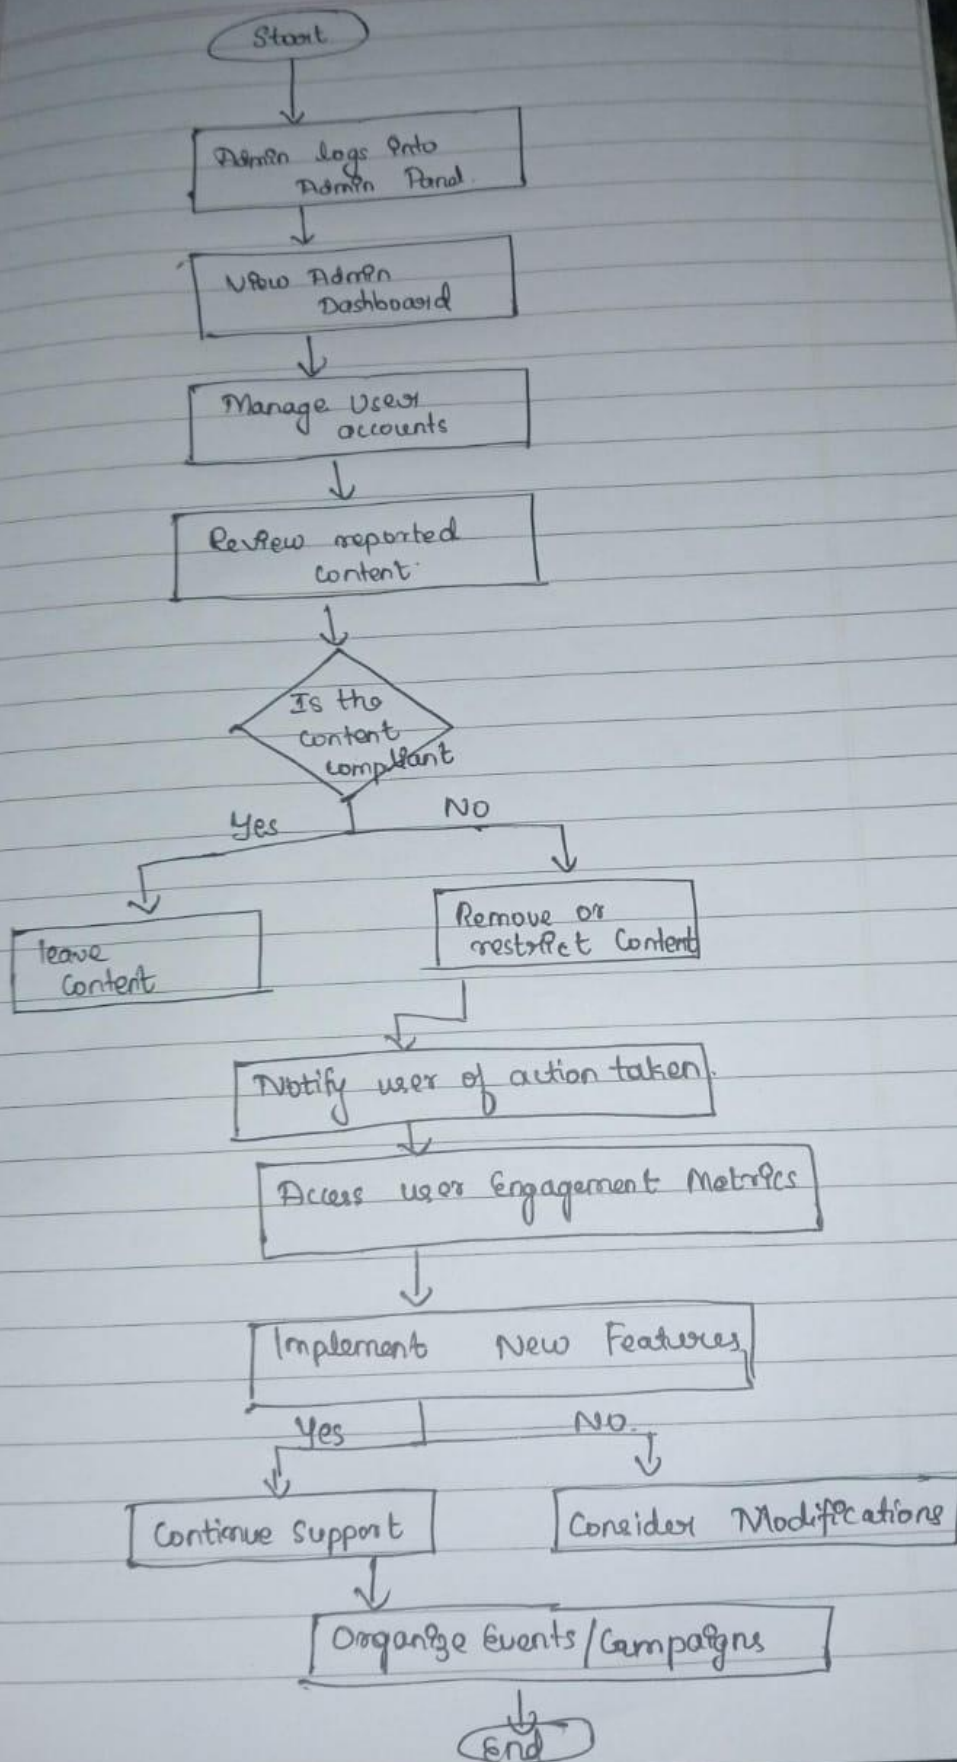 Start
Admin logs into
Admin Panel.
View Admin
Dashboard
Manage User
accounts
Review reported
content
Is the
content
compliant
Yes
NO
leave
content
Remove or
restrict Content
Notify user of action taken.
Access user Engagement Metrics
Implement New Features
Yes
NO.
Continue Support
Consider Modifications
Organize Events/Campaigns
End